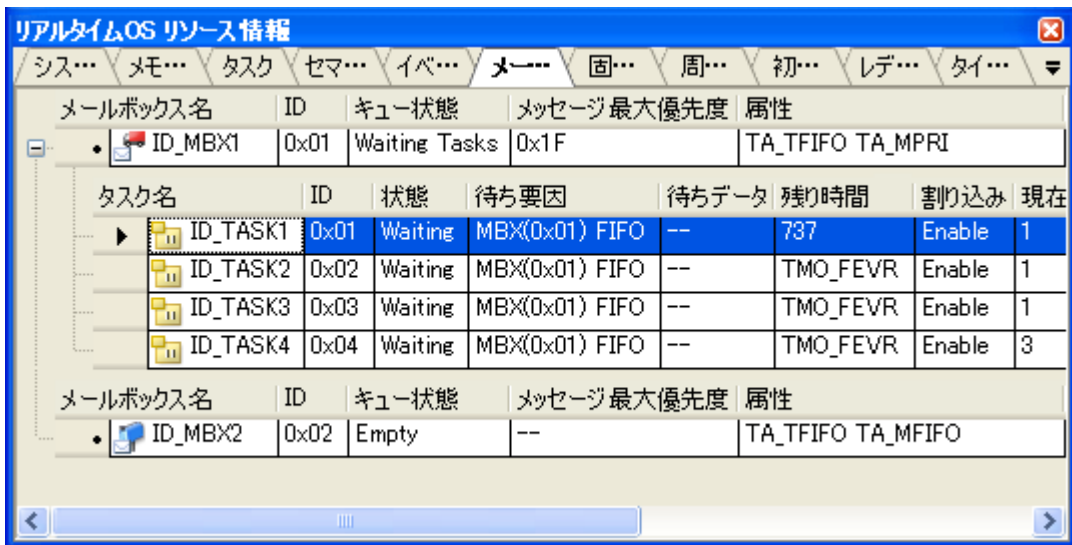 リアルタイムOS リソース情報
シス… メモ… タスク セマ… イベ… メー… 固… 周… 初… レデ… タイ…
メールボックス名 ID キュー状態 メッセージ最大優先度 属性
ID_MBX1 0x01 Waiting Tasks 0x1F TA_TFIFO TA_MPRI
タスク名 ID 状態 待ち要因 待ちデータ 残り時間 割り込み 現在
ID_TASK1 0x01 Waiting MBX(0x01) FIFO -- 737 Enable 1
ID_TASK2 0x02 Waiting MBX(0x01) FIFO -- TMO_FEVR Enable 1
ID_TASK3 0x03 Waiting MBX(0x01) FIFO -- TMO_FEVR Enable 1
ID_TASK4 0x04 Waiting MBX(0x01) FIFO -- TMO_FEVR Enable 3
メールボックス名 ID キュー状態 メッセージ最大優先度 属性
ID_MBX2 0x02 Empty -- TA_TFIFO TA_MFIFO